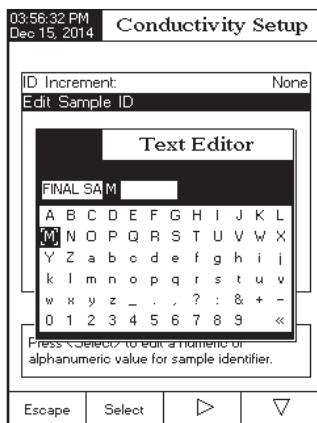 03:56:32 PM
Dec 15, 2014
Conductivity Setup
ID Increment: None
Edit Sample ID
Text Editor
FINAL SAM
A B C D E F G H I J K L
[M] N O P Q R S T U V W X
Y Z a b c d e f g h i j
k l m n o p q r s t u v
w x y z _ . , ? : & + -
0 1 2 3 4 5 6 7 8 9 «
Press <Select> to edit a numeric or
alphanumeric value for sample identifier.
Escape Select ▷ ▽